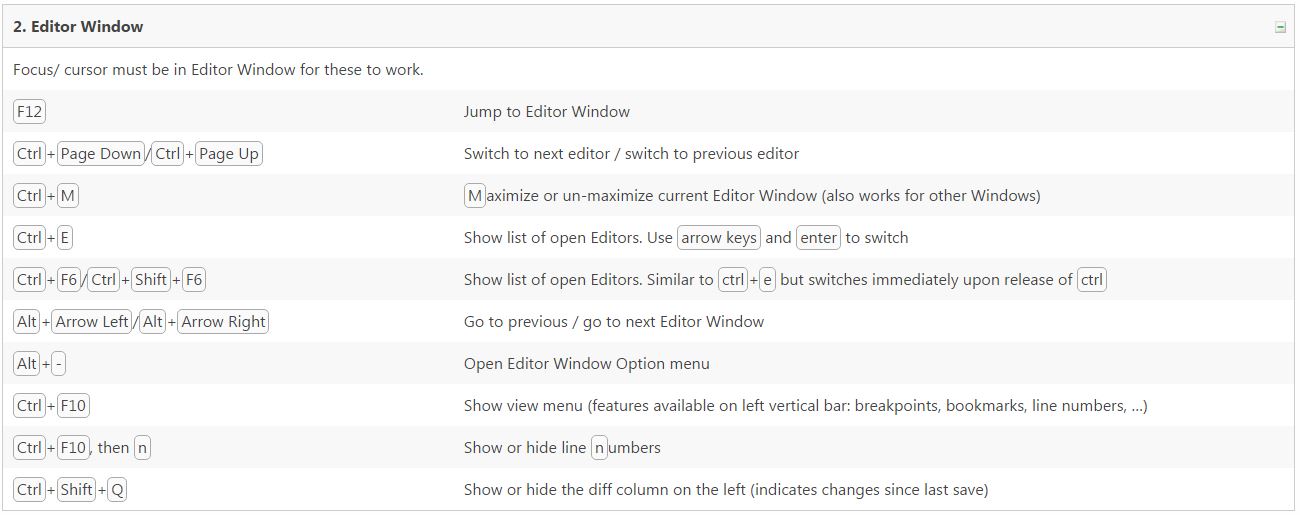 2. Editor Window
Focus/ cursor must be in Editor Window for these to work.
F12 Jump to Editor Window
Ctrl+Page Down/Ctrl+Page Up Switch to next editor / switch to previous editor
Ctrl+M Maximize or un-maximize current Editor Window (also works for other Windows)
Ctrl+E Show list of open Editors. Use arrow keys and enter to switch
Ctrl+F6/Ctrl+Shift+F6 Show list of open Editors. Similar to ctrl+e but switches immediately upon release of ctrl
Alt+Arrow Left/Alt+Arrow Right Go to previous / go to next Editor Window
Alt+- Open Editor Window Option menu
Ctrl+F10 Show view menu (features available on left vertical bar: breakpoints, bookmarks, line numbers, ...)
Ctrl+F10, then n Show or hide line numbers
Ctrl+Shift+Q Show or hide the diff column on the left (indicates changes since last save)